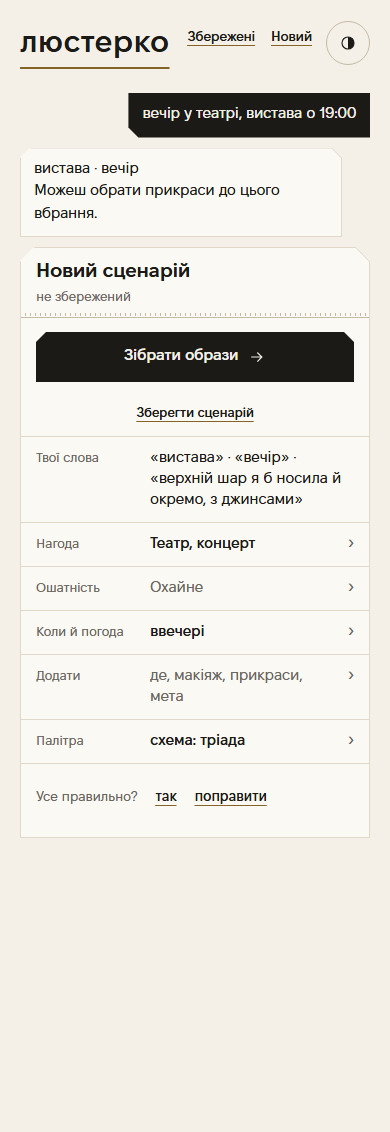 люстерко
Збережені
Новий
вечір у театрі, вистава о 19:00
вистава · вечір
Можеш обрати прикраси до цього
вбрання.
Новий сценарій
не збережений
Зібрати образи →
Зберегти сценарій
Твої слова
«вистава» · «вечір» ·
«верхній шар я б носила й
окремо, з джинсами»
Нагода
Театр, концерт
Ошатність
Охайне
Коли й погода
ввечері
Додати
де, макіяж, прикраси,
мета
Палітра
схема: тріада
Усе правильно? так поправити